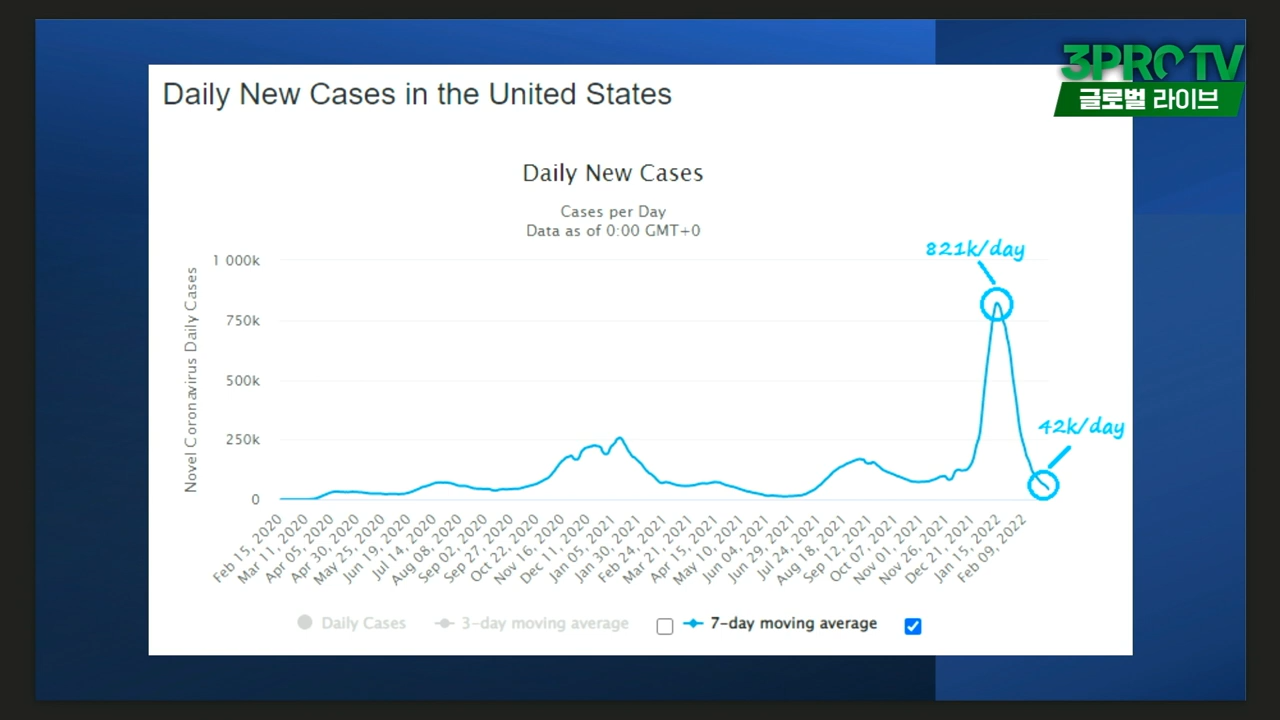 3PROTV
글로벌 라이브
Daily New Cases in the United States
Daily New Cases
Cases per Day
Data as of 0:00 GMT+0
821k/day
42k/day
Novel Coronavirus Daily Cases
1 000k
750k
500k
250k
0
Feb 15, 2020
Mar 11, 2020
Apr 05, 2020
Apr 30, 2020
May 25, 2020
Jun 19, 2020
Jul 14, 2020
Aug 08, 2020
Sep 02, 2020
Sep 27, 2020
Oct 22, 2020
Nov 16, 2020
Dec 11, 2020
Jan 05, 2021
Jan 30, 2021
Feb 24, 2021
Mar 21, 2021
Apr 15, 2021
May 10, 2021
Jun 04, 2021
Jun 29, 2021
Jul 24, 2021
Aug 18, 2021
Sep 12, 2021
Oct 07, 2021
Nov 01, 2021
Nov 26, 2021
Dec 21, 2021
Jan 15, 2022
Feb 09, 2022
Daily Cases 3-day moving average 7-day moving average